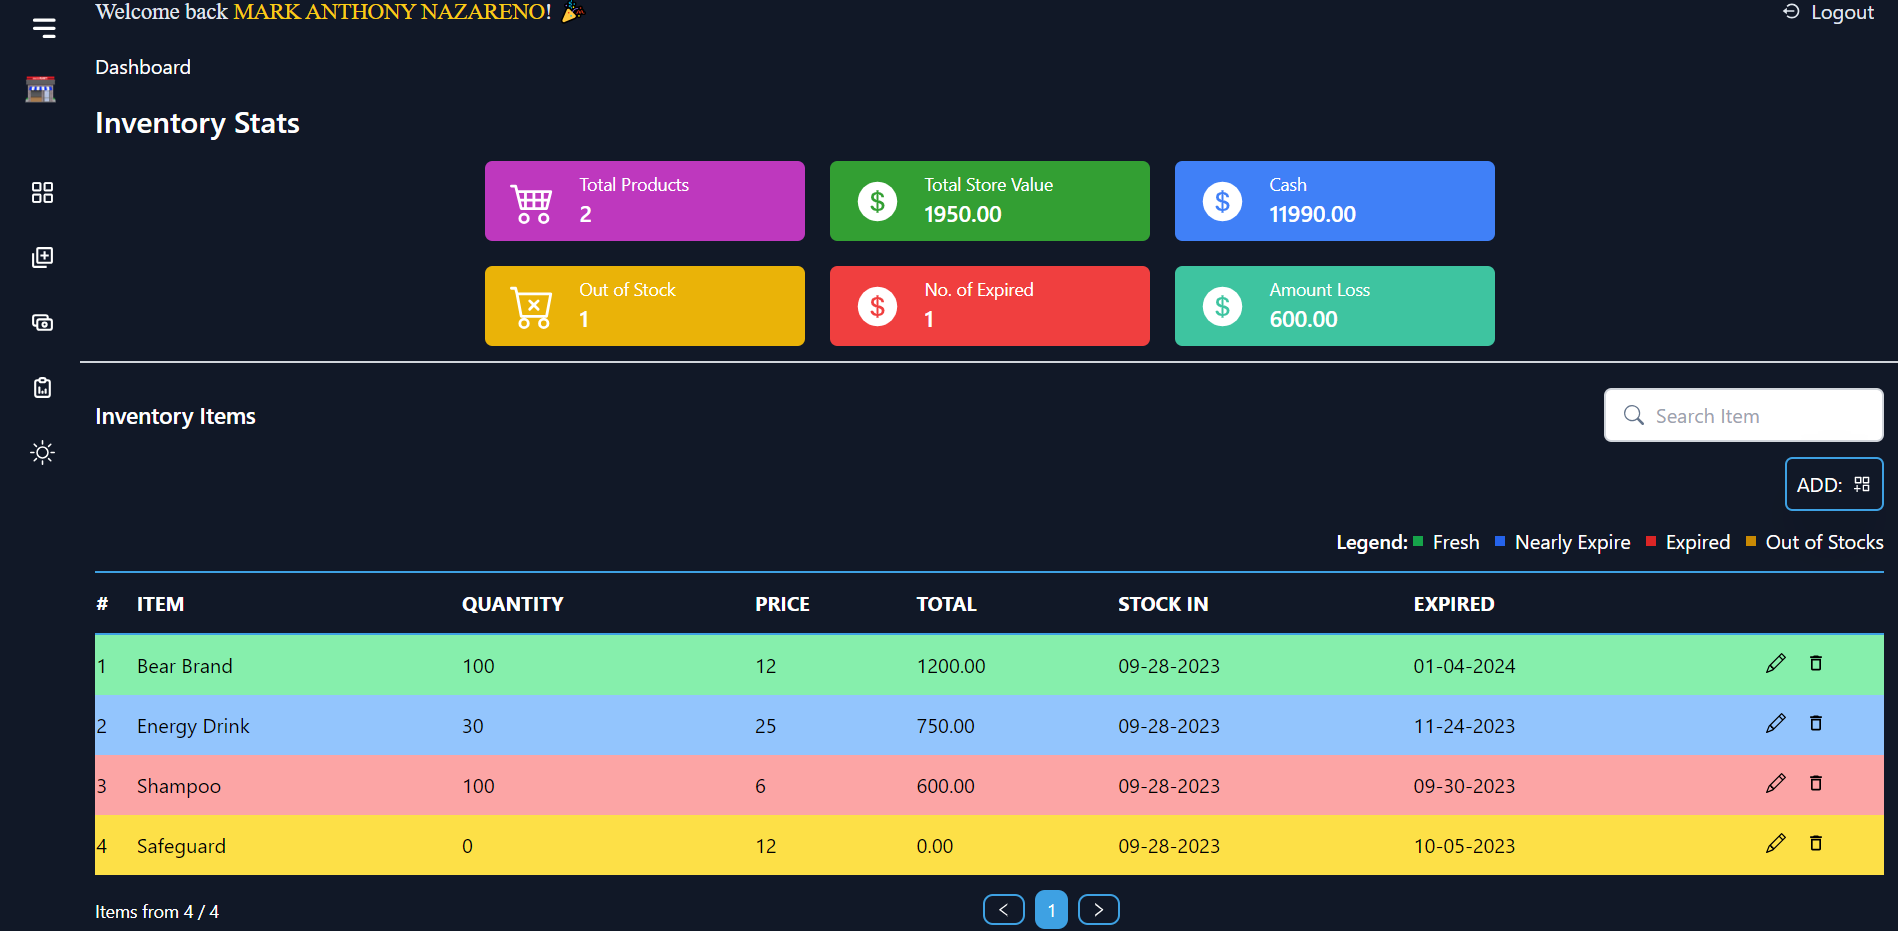 Welcome back MARK ANTHONY NAZARENO! 🎉
Logout
Dashboard
Inventory Stats
Total Products
2
Total Store Value
1950.00
Cash
11990.00
Out of Stock
1
No. of Expired
1
Amount Loss
600.00
Inventory Items
Search Item
ADD:
Legend: Fresh Nearly Expire Expired Out of Stocks
# ITEM QUANTITY PRICE TOTAL STOCK IN EXPIRED
1 Bear Brand 100 12 1200.00 09-28-2023 01-04-2024
2 Energy Drink 30 25 750.00 09-28-2023 11-24-2023
3 Shampoo 100 6 600.00 09-28-2023 09-30-2023
4 Safeguard 0 12 0.00 09-28-2023 10-05-2023
Items from 4 / 4
< 1 >